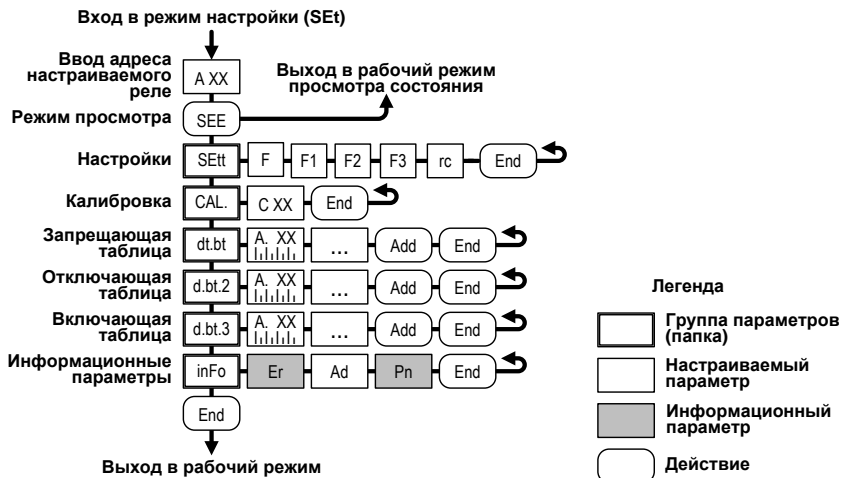 Вход в режим настройки (SEt)
Ввод адреса
настраиваемого
реле
A XX
Выход в рабочий режим
просмотра состояния
Режим просмотра
SEE
Настройки
SEtt F F1 F2 F3 rc End
Калибровка
CAL. C XX End
Запрещающая
таблица
dt.bt A. XX ... Add End
Отключающая
таблица
d.bt.2 A. XX ... Add End
Включающая
таблица
d.bt.3 A. XX ... Add End
Информационные
параметры
inFo Er Ad Pn End
End
Выход в рабочий режим
Легенда
Группа параметров
(папка)
Настраиваемый
параметр
Информационный
параметр
Действие